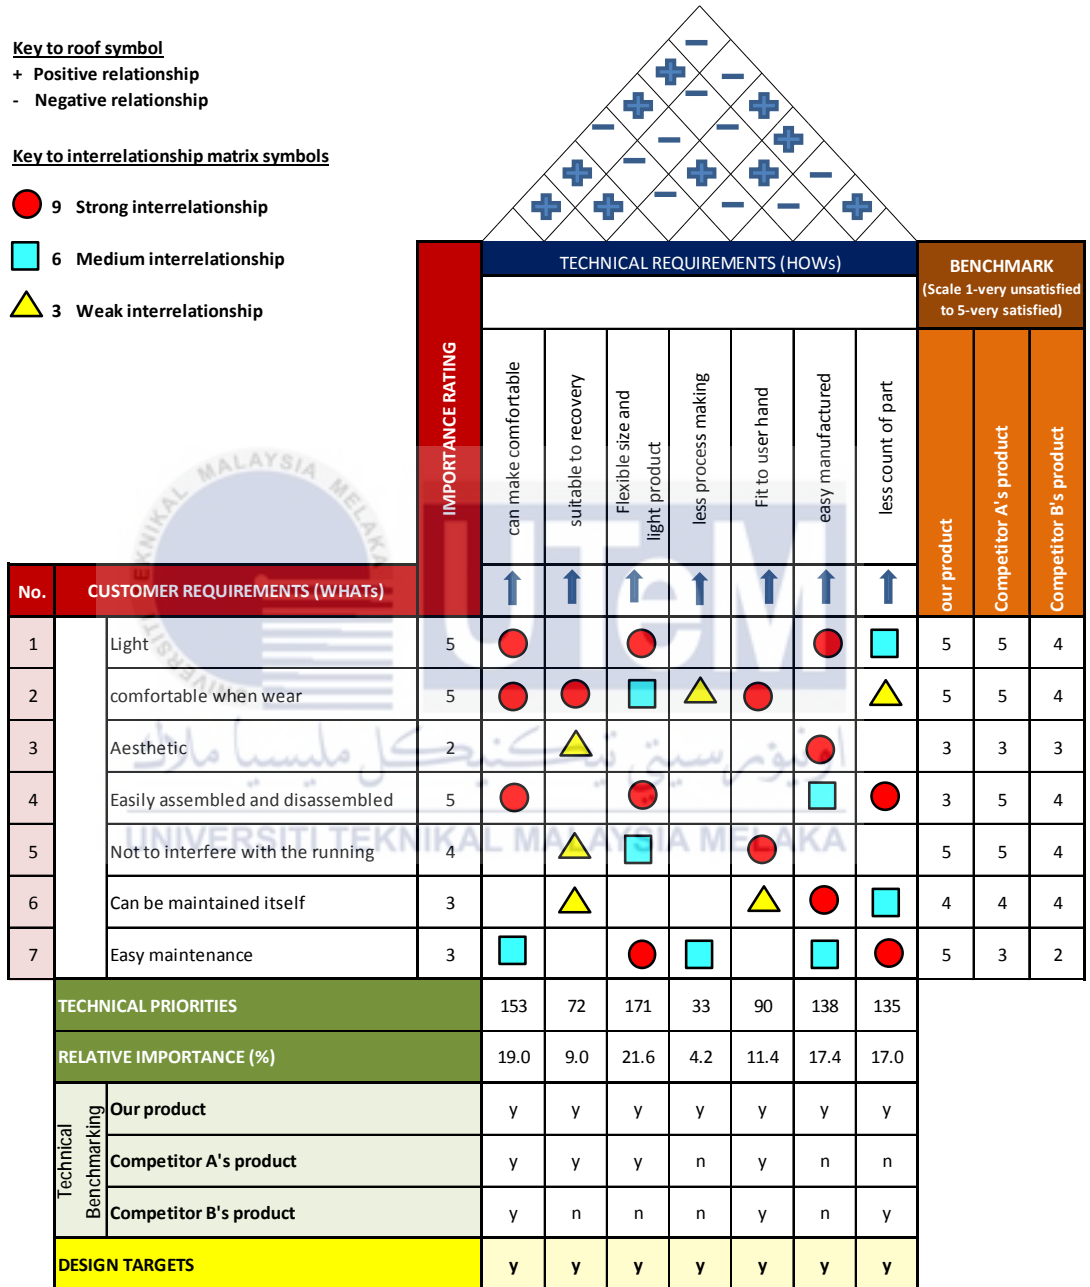 Key to roof symbol
+ Positive relationship
- Negative relationship
Key to interrelationship matrix symbols
9 Strong interrelationship
6 Medium interrelationship
3 Weak interrelationship
TECHNICAL REQUIREMENTS (HOWs)
BENCHMARK
(Scale 1-very unsatisfied
to 5-very satisfied)
IMPORTANCE RATING
can make comfortable
suitable to recovery
Flexible size and
light product
less process making
Fit to user hand
easy manufactured
less count of part
our product
Competitor A's product
Competitor B's product
No. CUSTOMER REQUIREMENTS (WHATs)
1 Light 5 5 5 4
2 comfortable when wear 5 5 5 4
3 Aesthetic 2 3 3 3
4 Easily assembled and disassembled 5 3 5 4
5 Not to interfere with the running 4 5 5 4
6 Can be maintained itself 3 4 4 4
7 Easy maintenance 3 5 3 2
TECHNICAL PRIORITIES 153 72 171 33 90 138 135
RELATIVE IMPORTANCE (%) 19.0 9.0 21.6 4.2 11.4 17.4 17.0
Technical
Benchmarking
Our product y y y y y y y
Competitor A's product y y y n y n n
Competitor B's product y n n n y n y
DESIGN TARGETS y y y y y y y
UNIVERSITI TEKNIKAL MALAYSIA MELAKA
UTeM
اونيۏرسيتي تيكنيكل مليسيا ملاك
UNIVERSITI TEKNIKAL MALAYSIA MELAKA